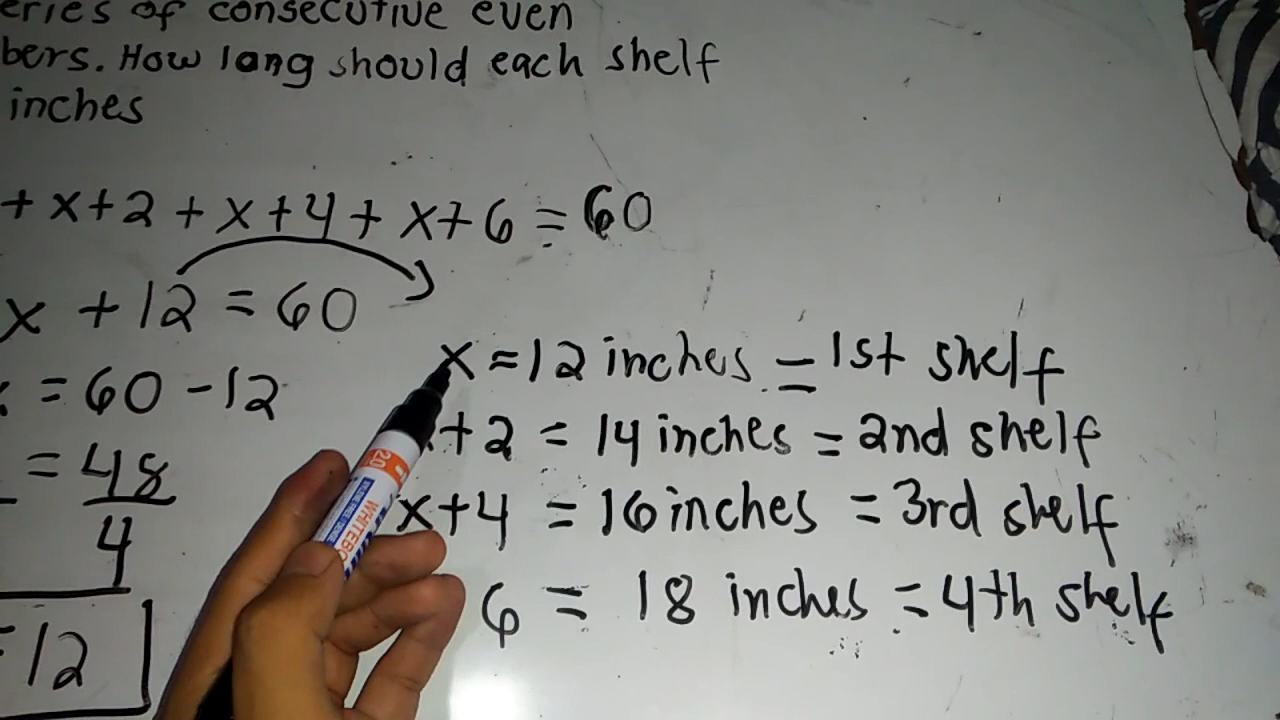 eries of consecutive even
bers. How long should each shelf
inches
+ x+2 + x+4 + x+6 = 60
x + 12 = 60
= 60 - 12
= 48
4
= 12
x = 12 inches = 1st shelf
+2 = 14 inches = 2nd shelf
x+4 = 16 inches = 3rd shelf
6 = 18 inches = 4th shelf
20
WHITEBO